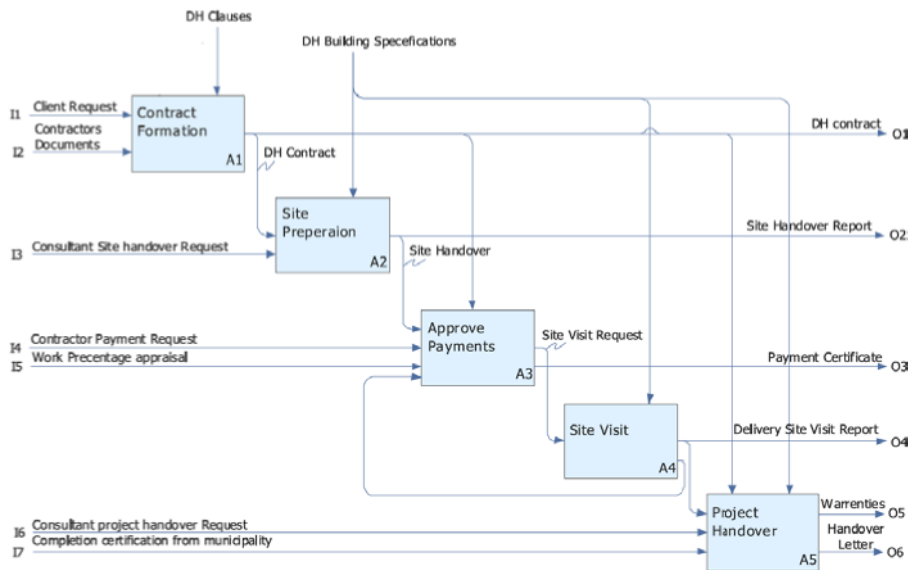 DH Clauses
DH Building Specefications
I1 Client Request
Contract
Formation
A1
Contractors
I2 Documents
DH contract O1
DH Contract
Site
Preperaion
A2
I3 Consultant Site handover Request
Site Handover Report O2
Site Handover
Approve
Payments
A3
I4 Contractor Payment Request
I5 Work Precentage appraisal
Site Visit Request
Payment Certificate O3
Site Visit
A4
Delivery Site Visit Report O4
Project
Handover
A5
I6 Consultant project handover Request
I7 Completion certification from municipality
Warrenties O5
Handover
Letter O6